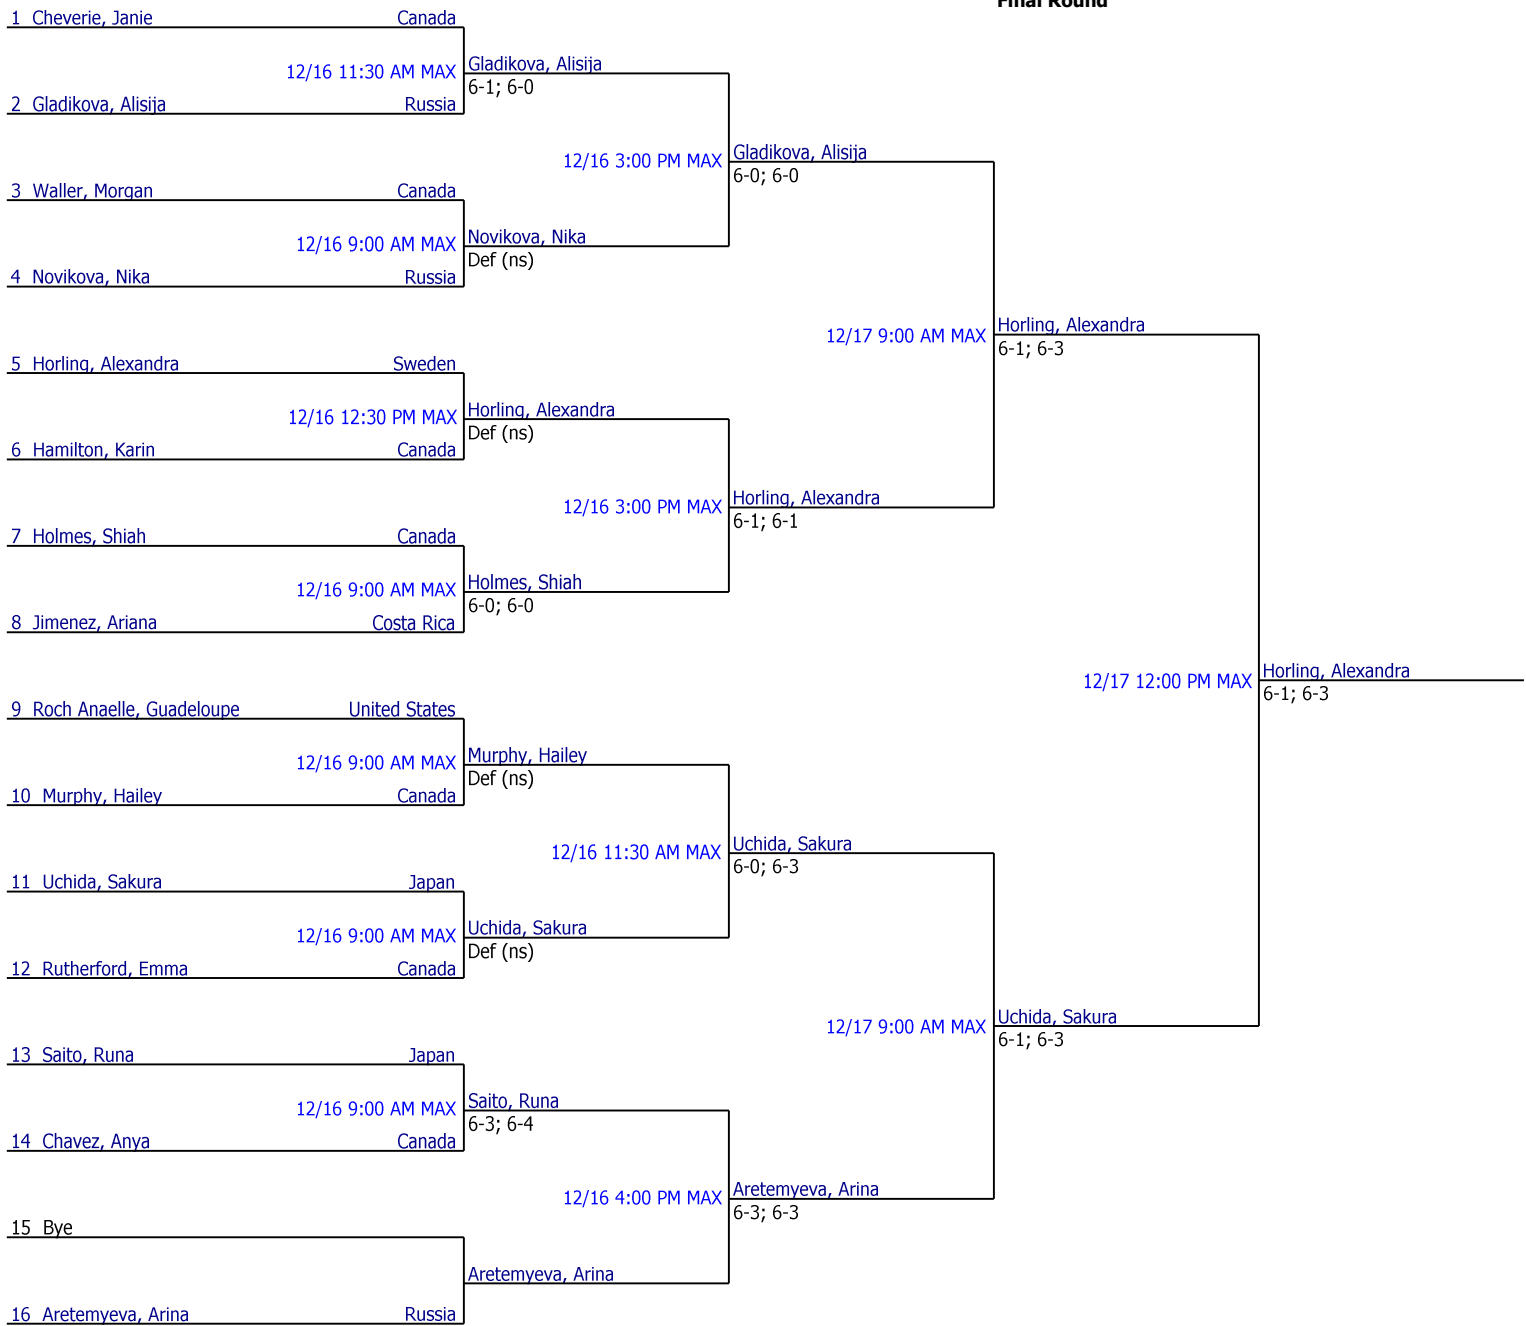 Final Round
1 Cheverie, Janie Canada
12/16 11:30 AM MAX Gladikova, Alisija
6-1; 6-0
2 Gladikova, Alisija Russia
12/16 3:00 PM MAX Gladikova, Alisija
6-0; 6-0
3 Waller, Morgan Canada
12/16 9:00 AM MAX Novikova, Nika
Def (ns)
4 Novikova, Nika Russia
12/17 9:00 AM MAX Horling, Alexandra
6-1; 6-3
5 Horling, Alexandra Sweden
12/16 12:30 PM MAX Horling, Alexandra
Def (ns)
6 Hamilton, Karin Canada
12/16 3:00 PM MAX Horling, Alexandra
6-1; 6-1
7 Holmes, Shiah Canada
12/16 9:00 AM MAX Holmes, Shiah
6-0; 6-0
8 Jimenez, Ariana Costa Rica
12/17 12:00 PM MAX Horling, Alexandra
6-1; 6-3
9 Roch Anaelle, Guadeloupe United States
12/16 9:00 AM MAX Murphy, Hailey
Def (ns)
10 Murphy, Hailey Canada
12/16 11:30 AM MAX Uchida, Sakura
6-0; 6-3
11 Uchida, Sakura Japan
12/16 9:00 AM MAX Uchida, Sakura
Def (ns)
12 Rutherford, Emma Canada
12/17 9:00 AM MAX Uchida, Sakura
6-1; 6-3
13 Saito, Runa Japan
12/16 9:00 AM MAX Saito, Runa
6-3; 6-4
14 Chavez, Anya Canada
12/16 4:00 PM MAX Aretemyeva, Arina
6-3; 6-3
15 Bye
Aretemyeva, Arina
16 Aretemyeva, Arina Russia